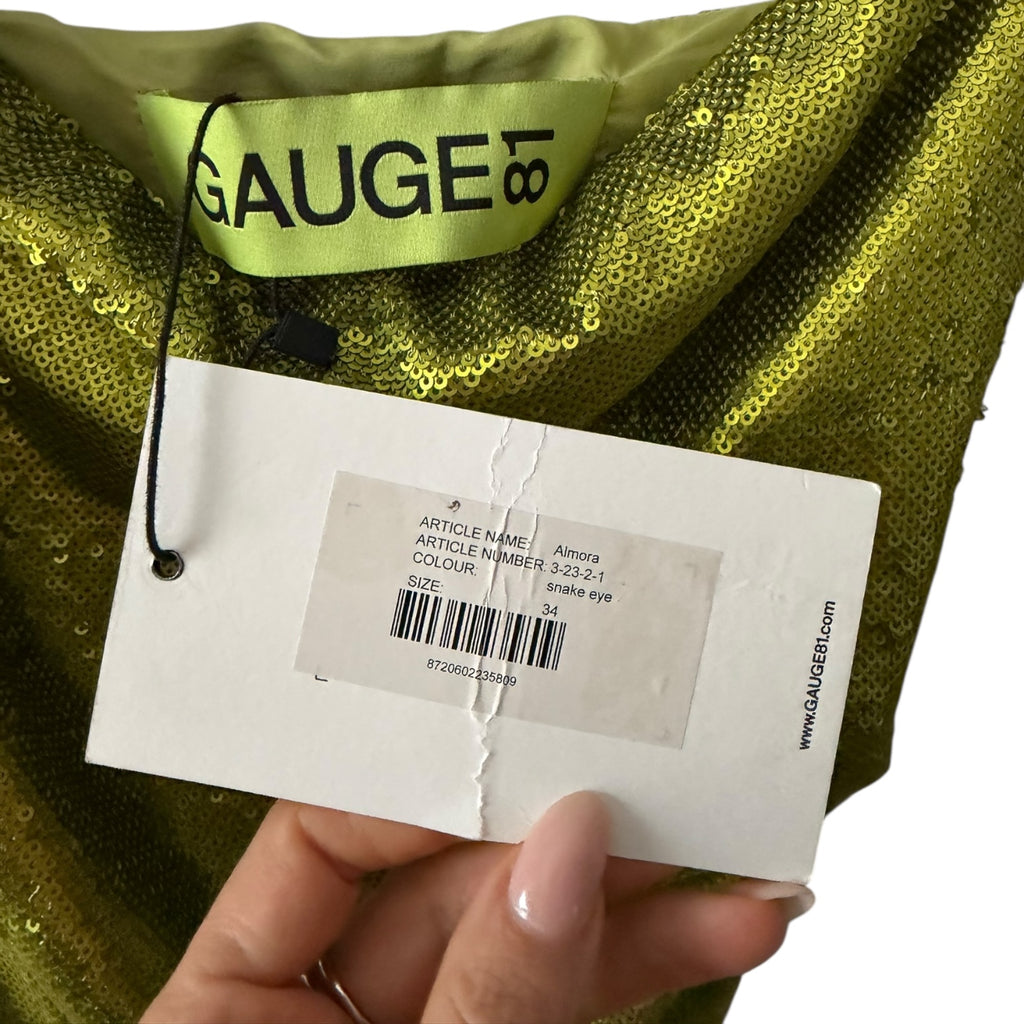 GAUGE81
ARTICLE NAME: Almora
ARTICLE NUMBER: 3-23-2-1
COLOUR: snake eye
SIZE: 34
8720602235809
www.GAUGE81.com